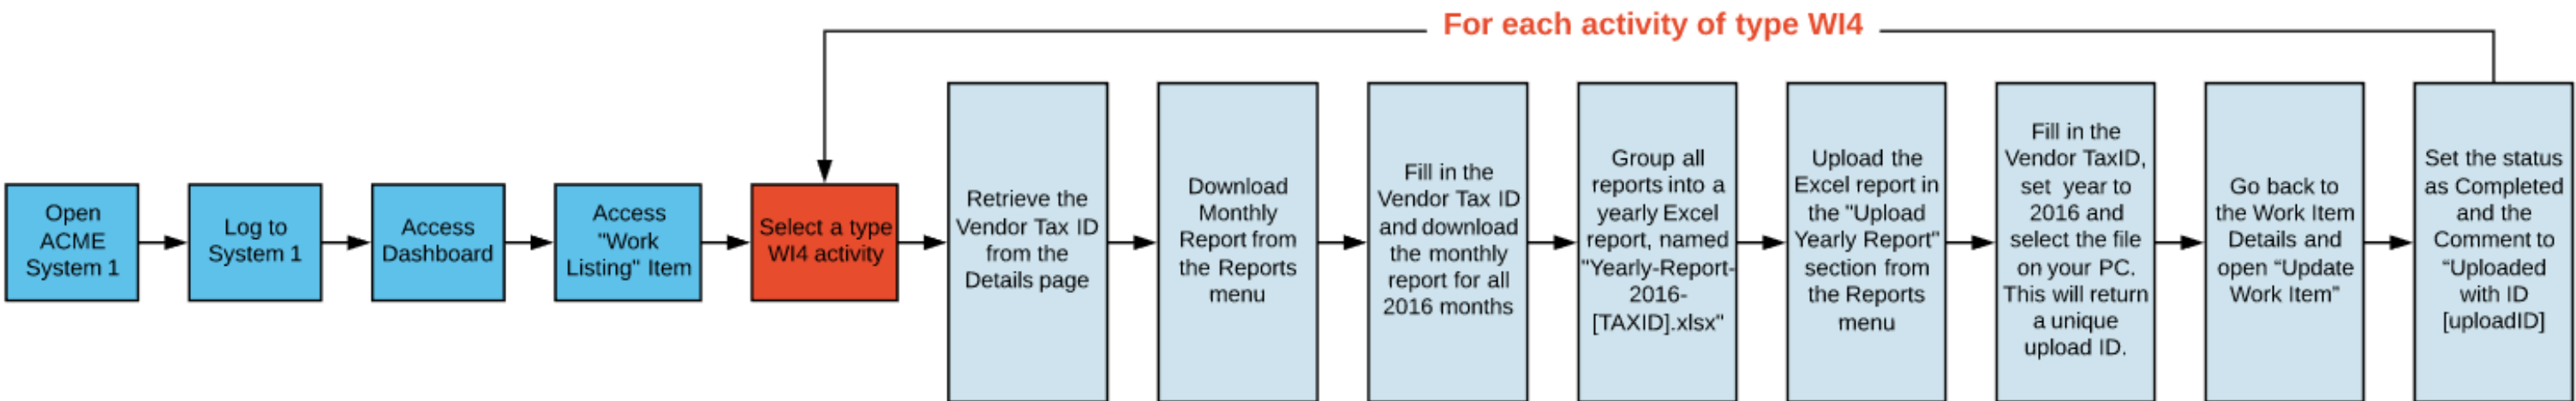 For each activity of type WI4
Open
ACME
System 1
Log to
System 1
Access
Dashboard
Access
"Work
Listing" Item
Select a type
WI4 activity
Retrieve the
Vendor Tax ID
from the
Details page
Download
Monthly
Report from
the Reports
menu
Fill in the
Vendor Tax ID
and download
the monthly
report for all
2016 months
Group all
reports into a
yearly Excel
report, named
"Yearly-Report-
2016-
[TAXID].xlsx"
Upload the
Excel report in
the "Upload
Yearly Report"
section from
the Reports
menu
Fill in the
Vendor TaxID,
set year to
2016 and
select the file
on your PC.
This will return
a unique
upload ID.
Go back to
the Work Item
Details and
open “Update
Work Item”
Set the status
as Completed
and the
Comment to
“Uploaded
with ID
[uploadID]